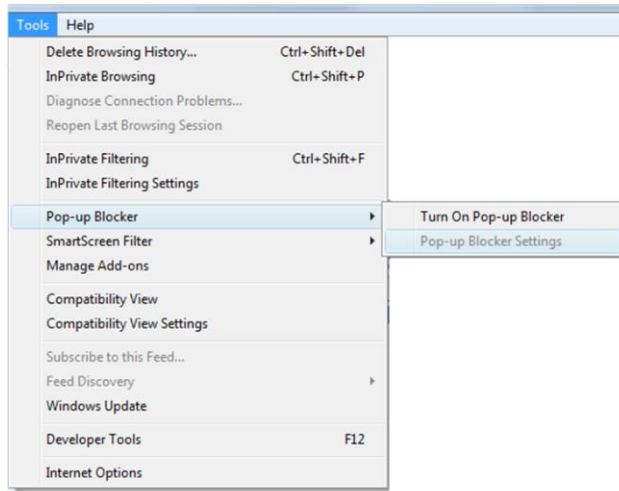 Tools Help
Delete Browsing History... Ctrl+Shift+Del
InPrivate Browsing Ctrl+Shift+P
Diagnose Connection Problems...
Reopen Last Browsing Session
InPrivate Filtering Ctrl+Shift+F
InPrivate Filtering Settings
Pop-up Blocker Turn On Pop-up Blocker
SmartScreen Filter Pop-up Blocker Settings
Manage Add-ons
Compatibility View
Compatibility View Settings
Subscribe to this Feed...
Feed Discovery
Windows Update
Developer Tools F12
Internet Options